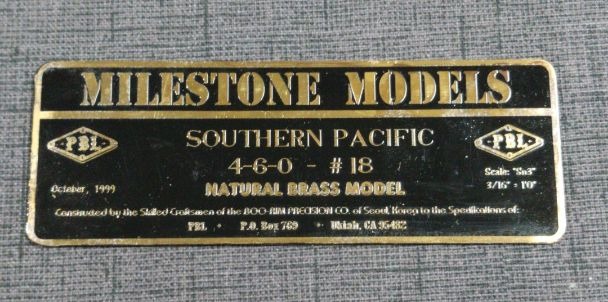 MILESTONE MODELS
PBL
PBL
SOUTHERN PACIFIC
4-6-0 - #18
NATURAL BRASS MODEL
October, 1999
Scale: "Sn3"
3/16" = 1'0"
Constructed by the Skilled Craftsmen of the BOO-RIM PRECISION CO. of Seoul, Korea to the Specifications of:
PBL • P.O. Box 769 • Ukiah, CA 95482